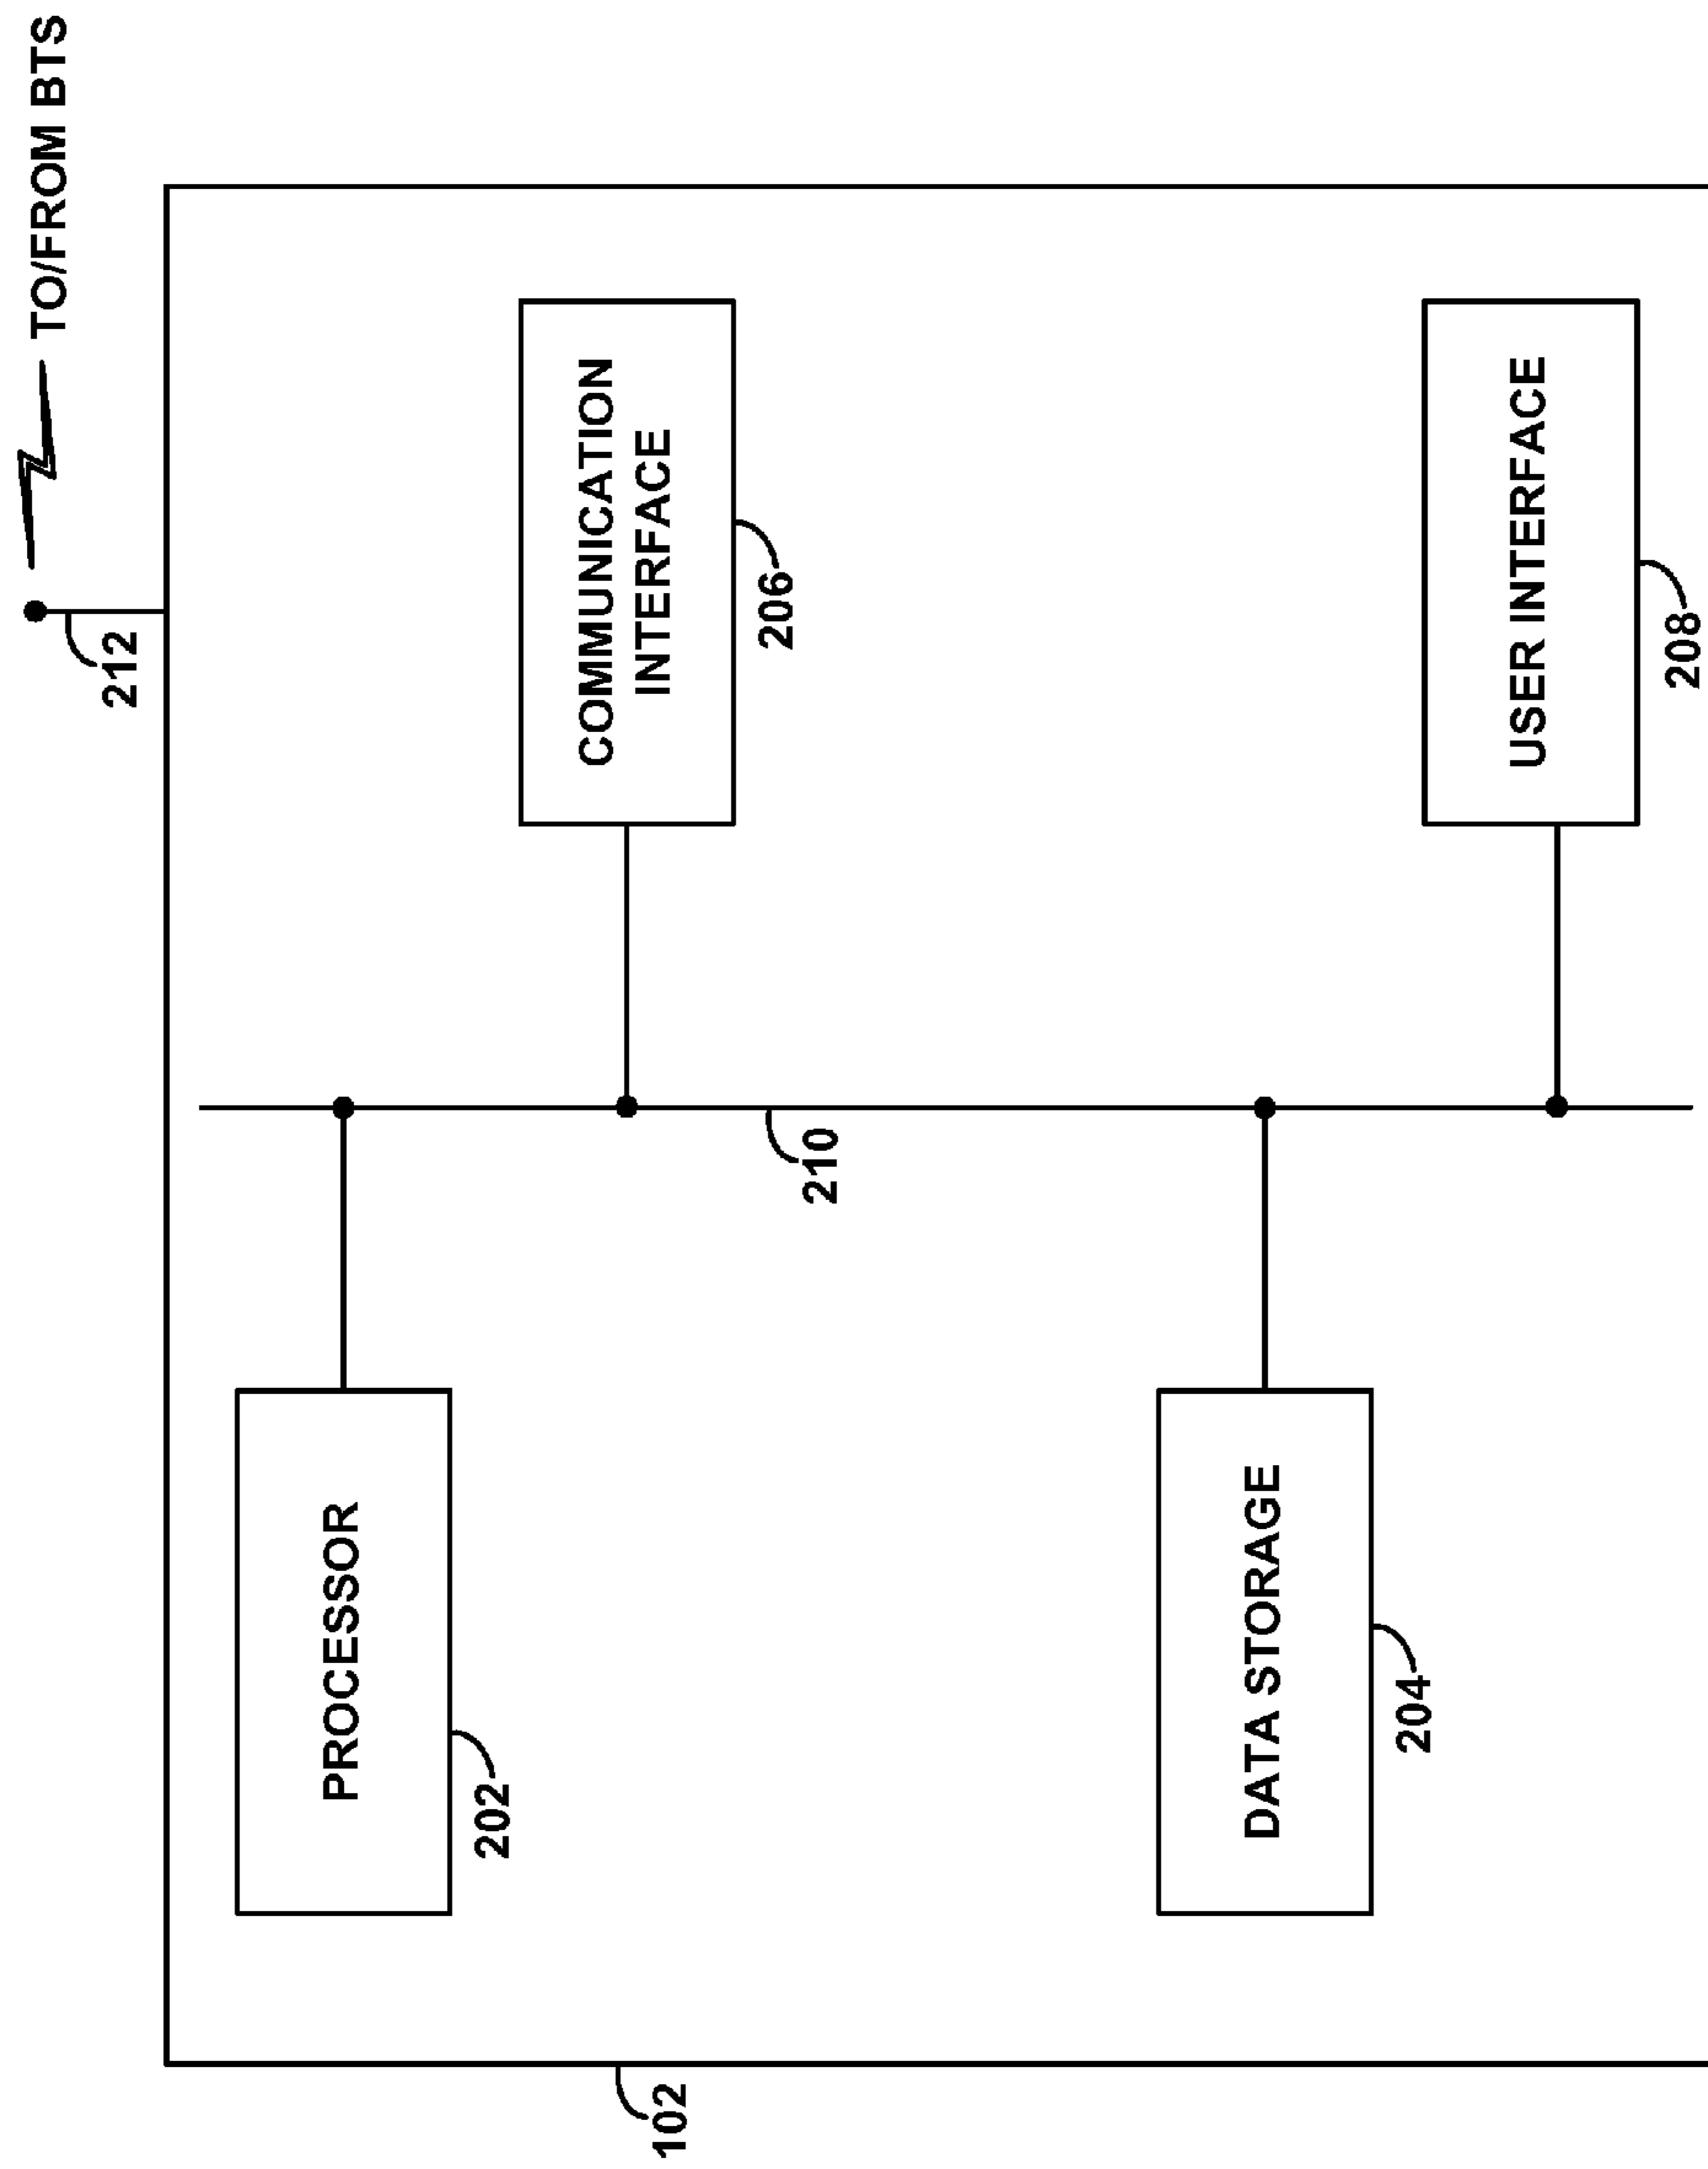 TO/FROM BTS
212
COMMUNICATION
INTERFACE
206
USER INTERFACE
208
210
PROCESSOR
202
DATA STORAGE
204
102